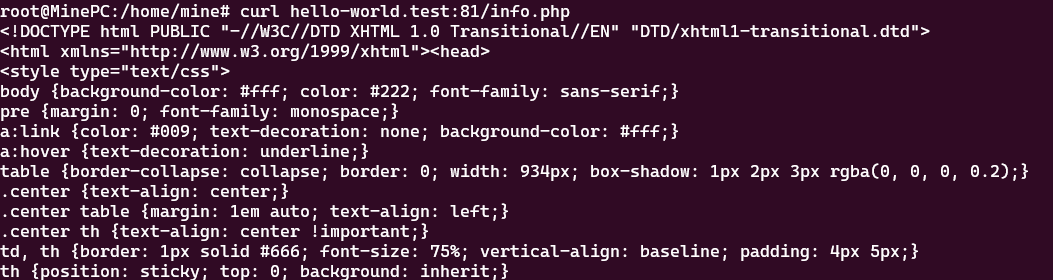 root@MinePC:/home/mine# curl hello-world.test:81/info.php
<!DOCTYPE html PUBLIC "-//W3C//DTD XHTML 1.0 Transitional//EN" "DTD/xhtml1-transitional.dtd">
<html xmlns="http://www.w3.org/1999/xhtml"><head>
<style type="text/css">
body {background-color: #fff; color: #222; font-family: sans-serif;}
pre {margin: 0; font-family: monospace;}
a:link {color: #009; text-decoration: none; background-color: #fff;}
a:hover {text-decoration: underline;}
table {border-collapse: collapse; border: 0; width: 934px; box-shadow: 1px 2px 3px rgba(0, 0, 0, 0.2);}
.center {text-align: center;}
.center table {margin: 1em auto; text-align: left;}
.center th {text-align: center !important;}
td, th {border: 1px solid #666; font-size: 75%; vertical-align: baseline; padding: 4px 5px;}
th {position: sticky; top: 0; background: inherit;}